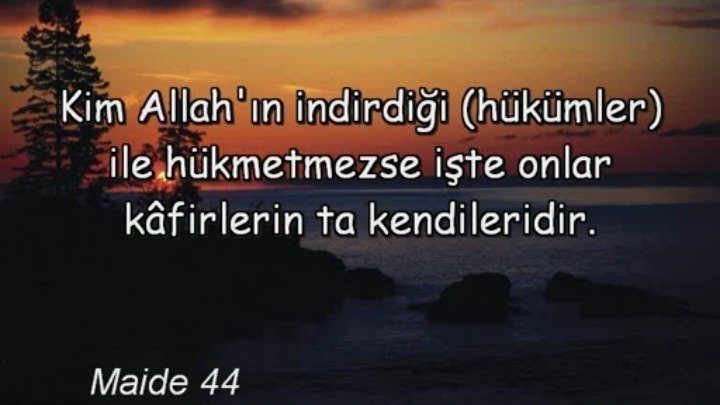 Kim Allah'ın indirdiği (hükümler)
ile hükmetmezse işte onlar
kâfirlerin ta kendileridir.
Maide 44